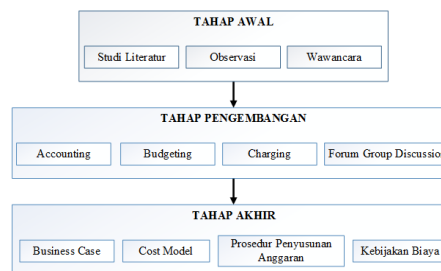 TAHAP AWAL
Studi Literatur
Observasi
Wawancara
TAHAP PENGEMBANGAN
Accounting
Budgeting
Charging
Forum Group Discussion
TAHAP AKHIR
Business Case
Cost Model
Prosedur Penyusunan
Anggaran
Kebijakan Biaya